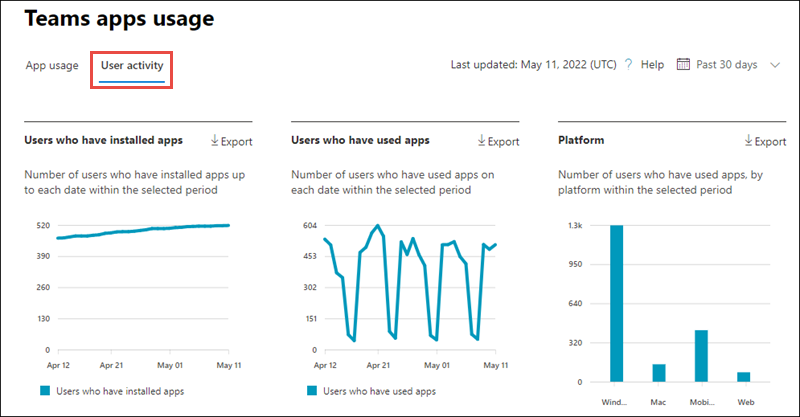 Teams apps usage
App usage
User activity
Last updated: May 11, 2022 (UTC) ? Help Past 30 days
Users who have installed apps
Export
Number of users who have installed apps up
to each date within the selected period
520
390
260
130
0
Apr 12 Apr 21 May 01 May 11
Users who have installed apps
Users who have used apps
Export
Number of users who have used apps on
each date within the selected period
604
453
302
151
0
Apr 12 Apr 21 May 01 May 11
Users who have used apps
Platform
Export
Number of users who have used apps, by
platform within the selected period
1.3k
950
640
320
0
Wind... Mac Mobi... Web